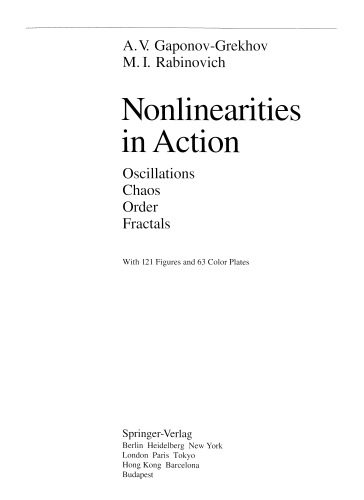 A.V. Gaponov-Grekhov
M. I. Rabinovich
Nonlinearities
in Action
Oscillations
Chaos
Order
Fractals
With 121 Figures and 63 Color Plates
Springer-Verlag
Berlin Heidelberg New York
London Paris Tokyo
Hong Kong Barcelona
Budapest